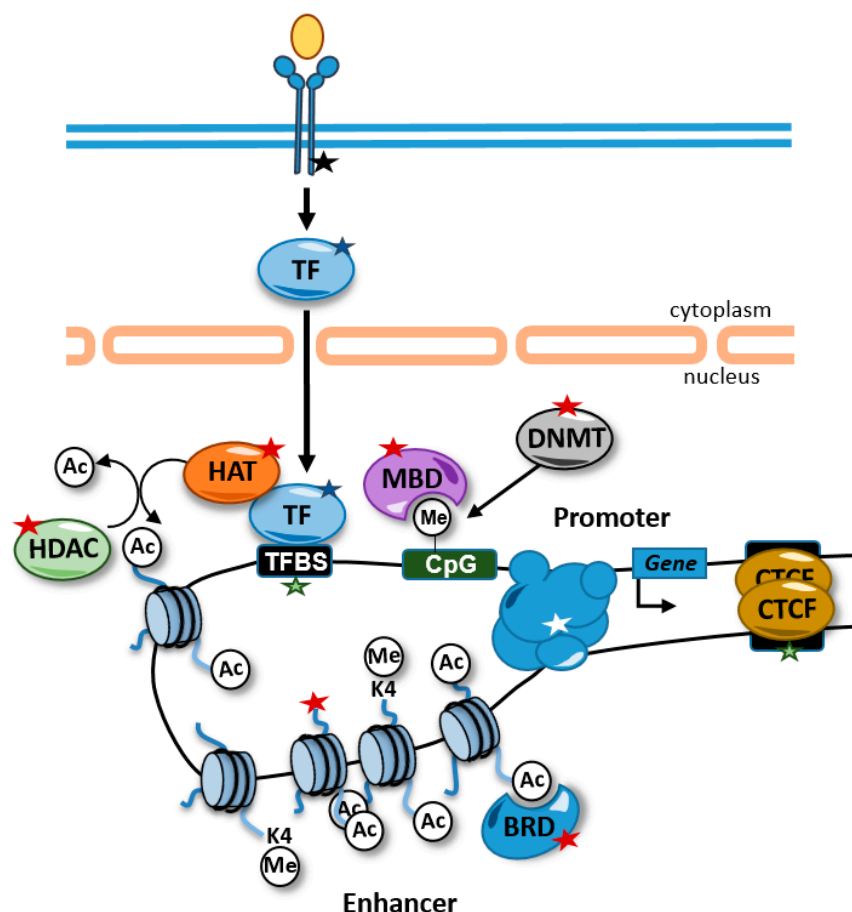 TF
cytoplasm
nucleus
DNMT
HAT
MBD
Ac
TF
Me
Promoter
HDAC
Ac
TFBS
CpG
Gene
CTCF
CTCF
Me
Ac
Ac
K4
Ac
Ac
Ac
Ac
BRD
K4
Me
Enhancer